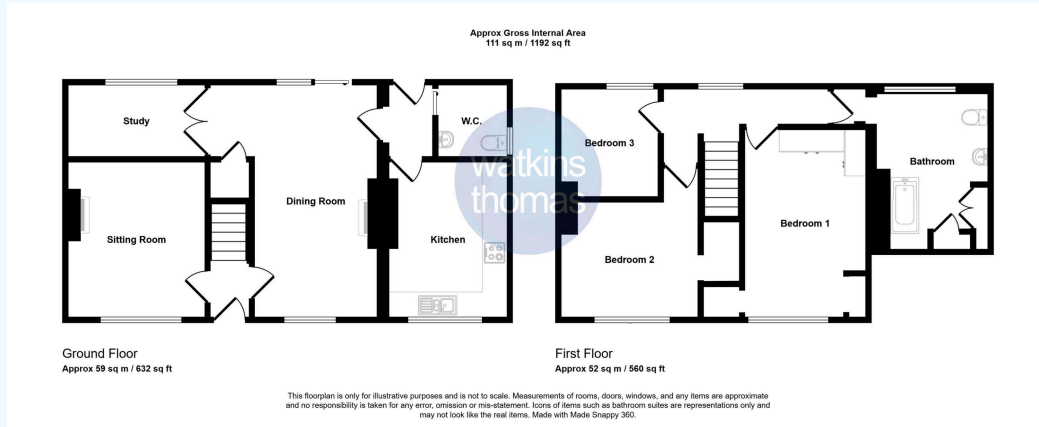 Approx Gross Internal Area
111 sq m / 1192 sq ft
Study
W.C.
Bedroom 3
Bathroom
watkins
thomas
Dining Room
Sitting Room
Kitchen
Bedroom 1
Bedroom 2
Ground Floor
Approx 59 sq m / 632 sq ft
First Floor
Approx 52 sq m / 560 sq ft
This floorplan is only for illustrative purposes and is not to scale. Measurements of rooms, doors, windows, and any items are approximate
and no responsibility is taken for any error, omission or mis-statement. Icons of items such as bathroom suites are representations only and
may not look like the real items. Made with Made Snappy 360.